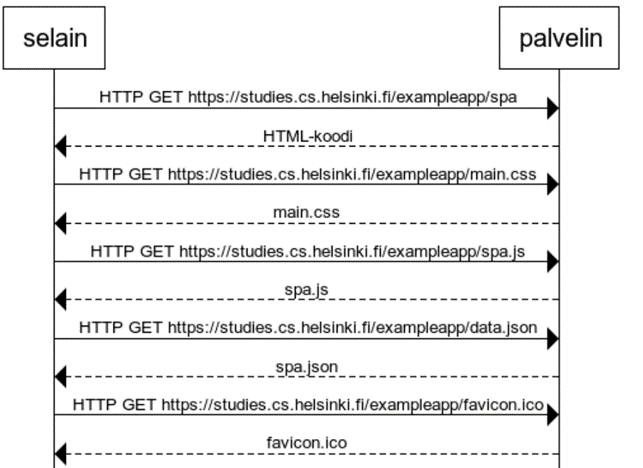 selain
palvelin
HTTP GET https://studies.cs.helsinki.fi/exampleapp/spa
HTML-koodi
HTTP GET https://studies.cs.helsinki.fi/exampleapp/main.css
main.css
HTTP GET https://studies.cs.helsinki.fi/exampleapp/spa.js
spa.js
HTTP GET https://studies.cs.helsinki.fi/exampleapp/data.json
spa.json
HTTP GET https://studies.cs.helsinki.fi/exampleapp/favicon.ico
favicon.ico